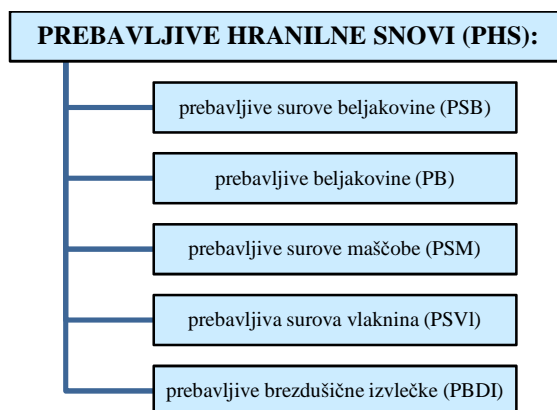 PREBAVLJIVE HRANILNE SNOVI (PHS):
prebavljive surove beljakovine (PSB)
prebavljive beljakovine (PB)
prebavljive surove maščobe (PSM)
prebavljiva surova vlaknina (PSVl)
prebavljive brezdušične izvlečke (PBDI)